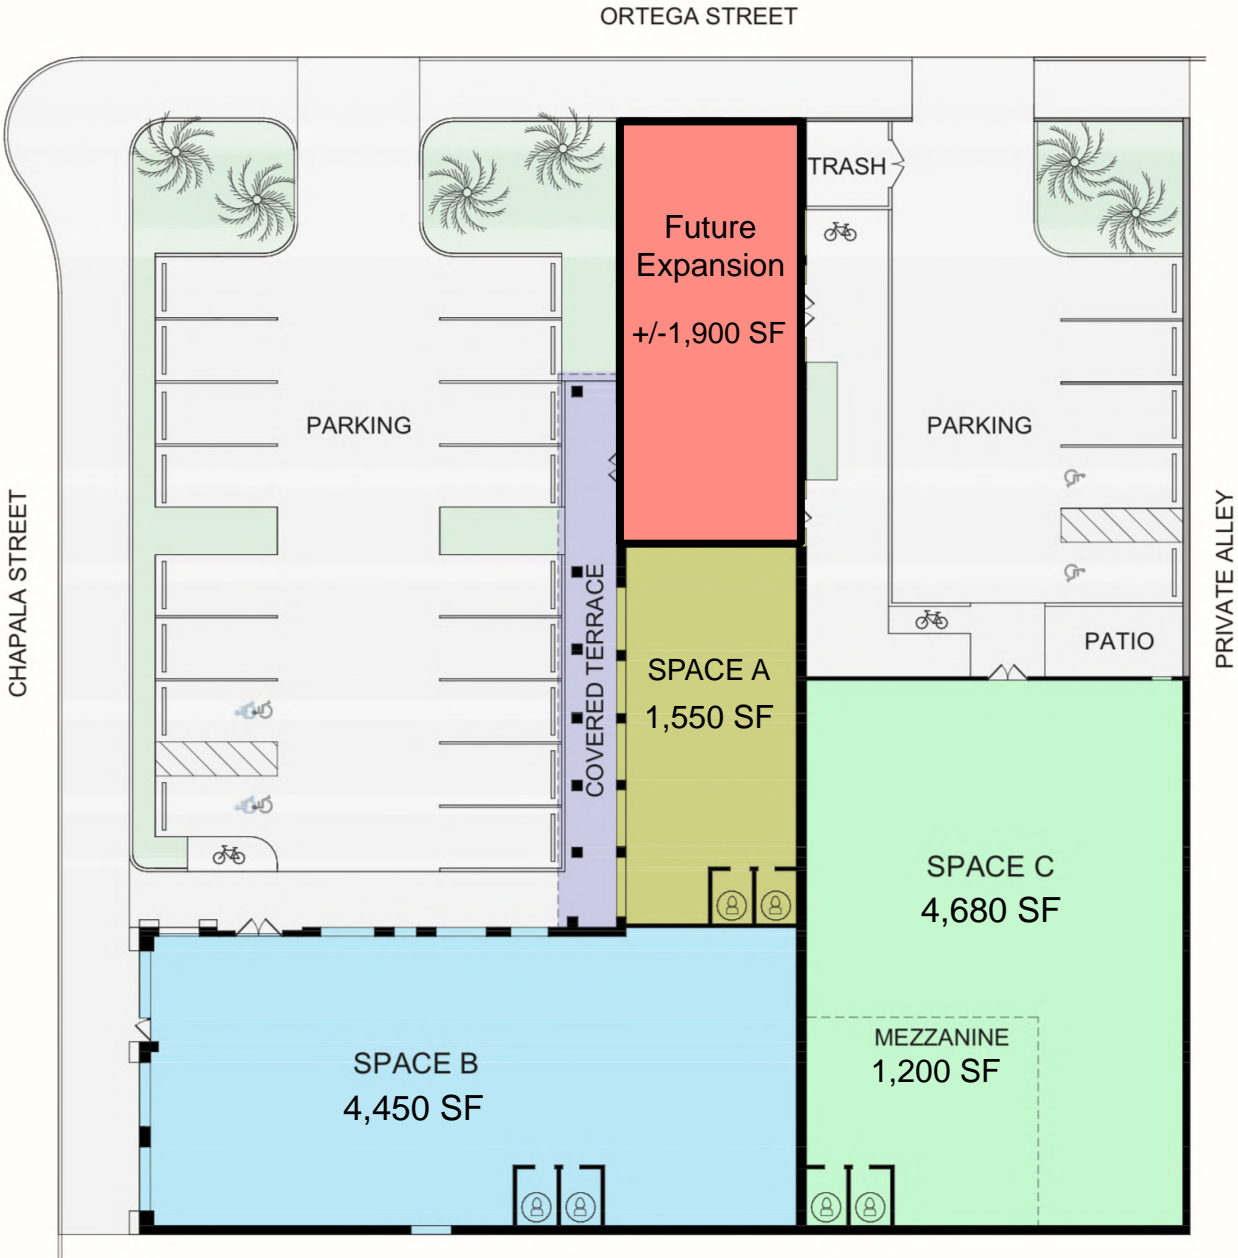 ORTEGA STREET
TRASH
Future
Expansion
+/-1,900 SF
PARKING
PARKING
CHAPALA STREET
PRIVATE ALLEY
COVERED TERRACE
PATIO
SPACE A
1,550 SF
SPACE C
4,680 SF
MEZZANINE
1,200 SF
SPACE B
4,450 SF